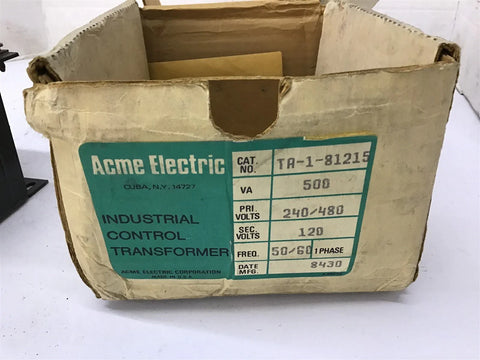 Acme Electric
CUBA, N.Y. 14727
INDUSTRIAL
CONTROL
TRANSFORMER
ACME ELECTRIC CORPORATION
MADE IN U.S.A.
CAT. NO. TA-1-81215
VA 500
PRI. VOLTS 240/480
SEC. VOLTS 120
FREQ. 50/60 1 PHASE
DATE MFG. 8430